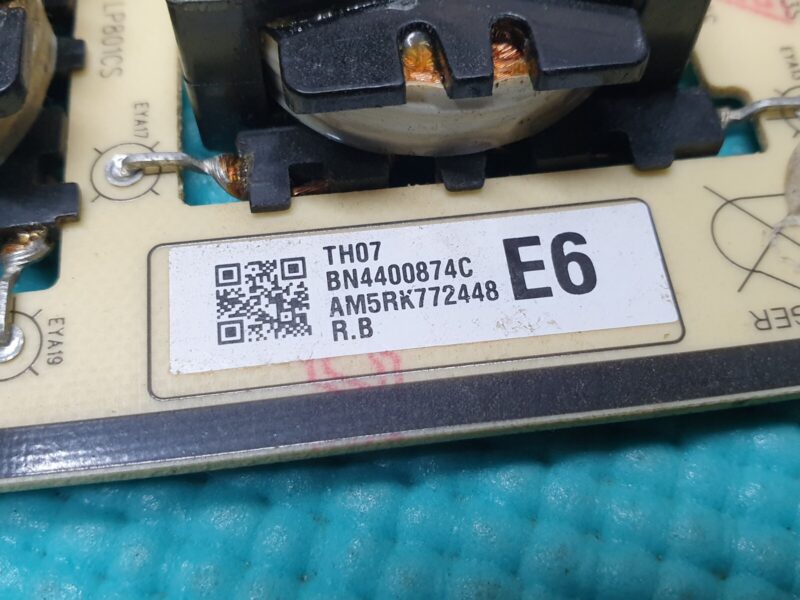 LP801CS
EYA17
TH07
BN4400874C
AM5RK772448
R.B
E6
EYA19